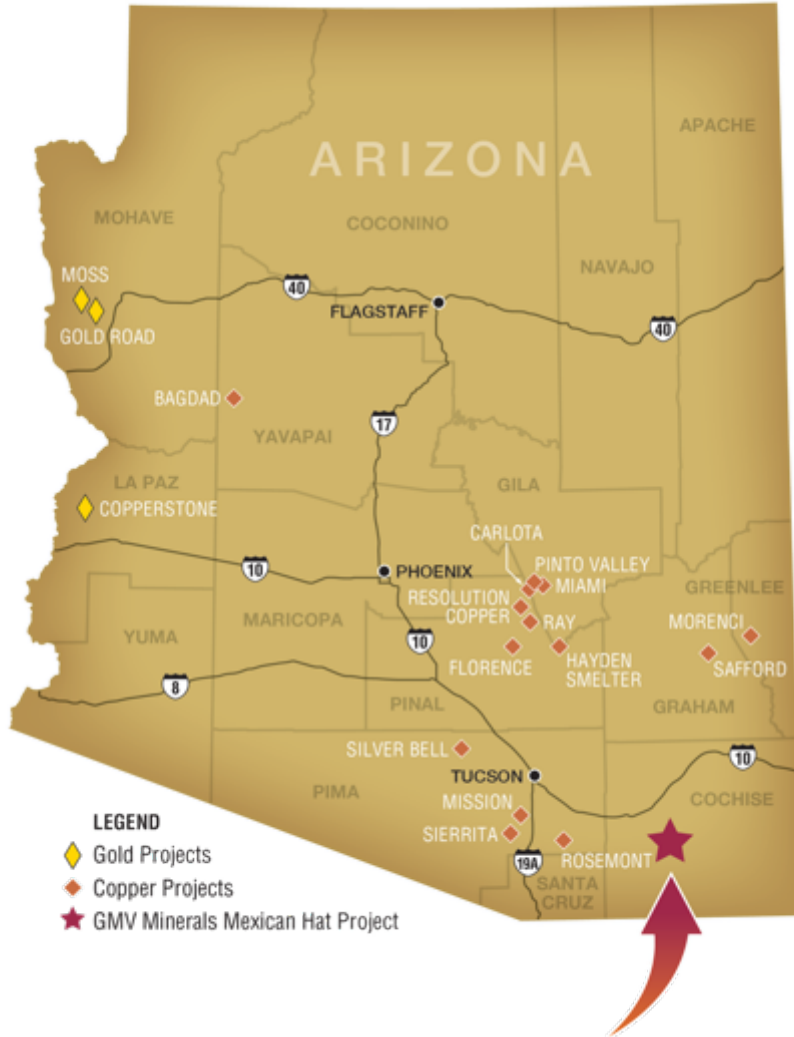 APACHE
ARIZONA
MOHAVE
COCONINO
NAVAJO
MOSS
40
FLAGSTAFF
GOLD ROAD
40
BAGDAD
17
YAVAPAI
LA PAZ
GILA
COPPERSTONE
CARLOTA
10
PHOENIX
PINTO VALLEY
MIAMI
GREENLEE
RESOLUTION
COPPER
MARICOPA
RAY
MORENCI
YUMA
10
FLORENCE
HAYDEN
SMELTER
SAFFORD
8
PINAL
GRAHAM
SILVER BELL
10
TUCSON
PIMA
COCHISE
MISSION
SIERRITA
ROSEMONT
19A
SANTA
CRUZ
LEGEND
Gold Projects
Copper Projects
GMV Minerals Mexican Hat Project